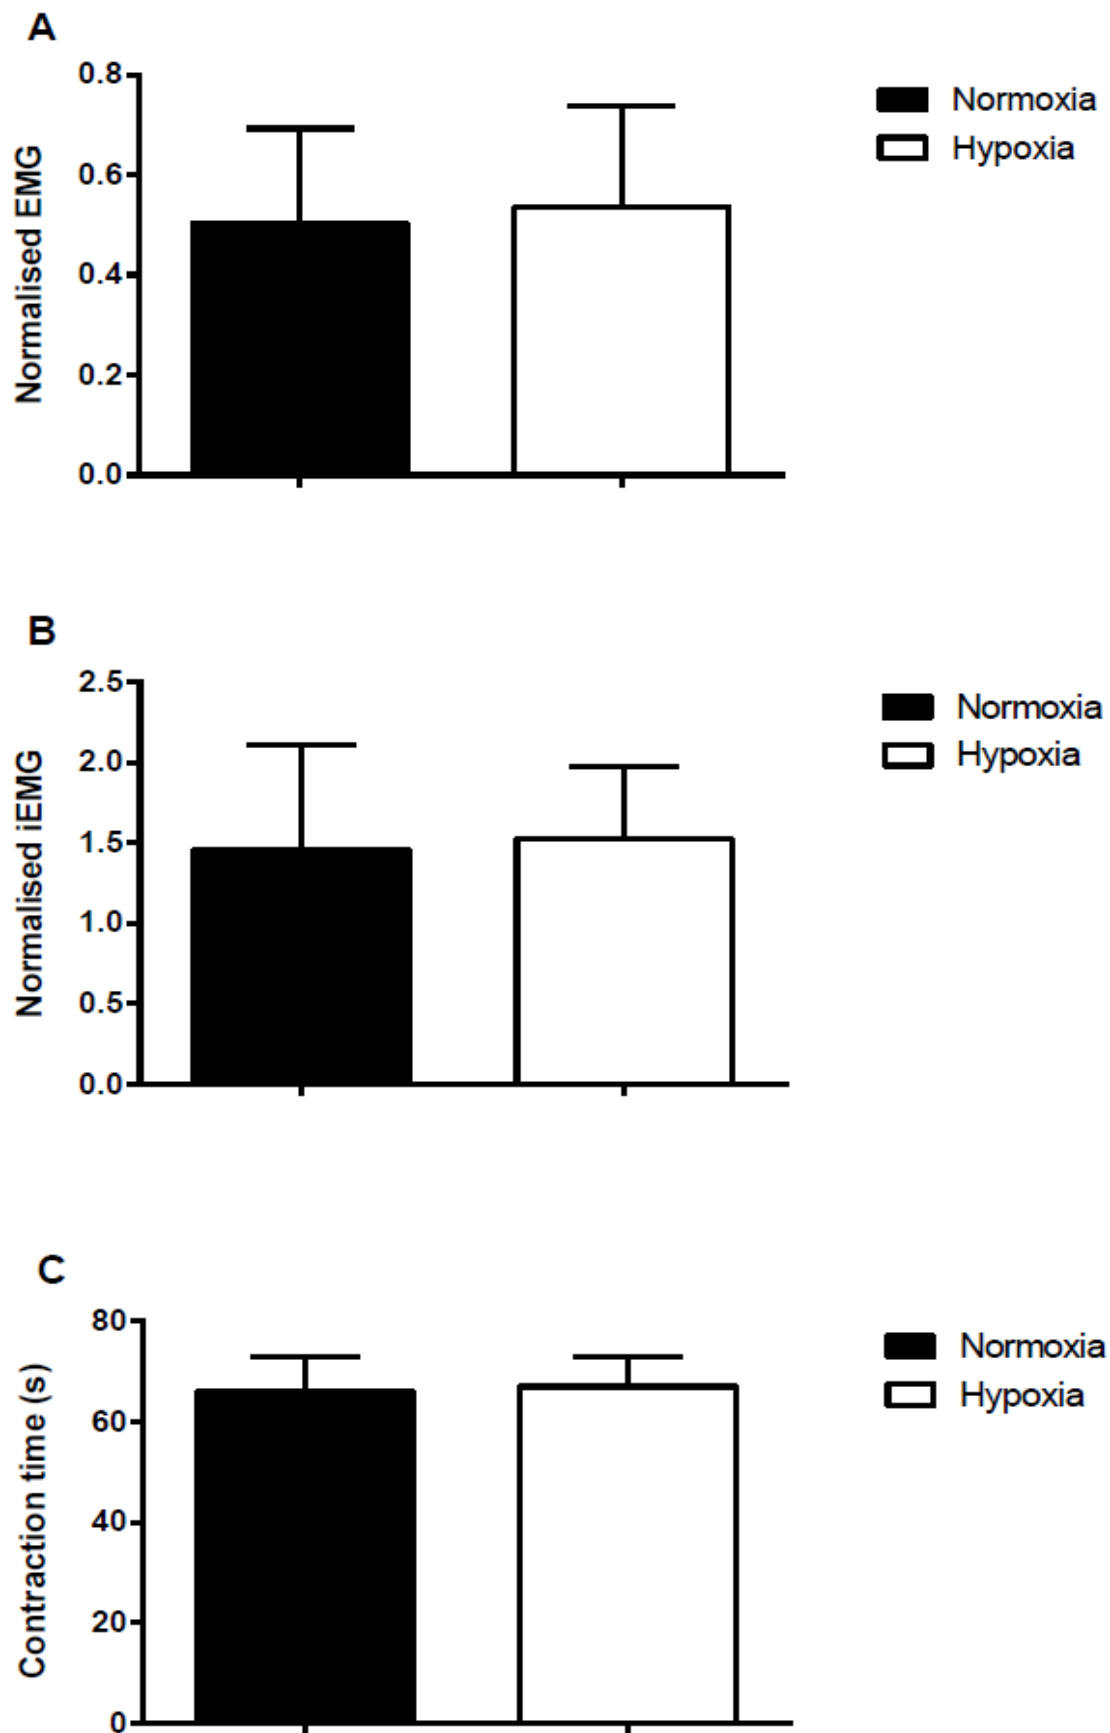 A
Normalised EMG
0.8
0.6
0.4
0.2
0.0
Normoxia
Hypoxia
B
Normalised iEMG
2.5
2.0
1.5
1.0
0.5
0.0
Normoxia
Hypoxia
C
Contraction time (s)
80
60
40
20
0
Normoxia
Hypoxia